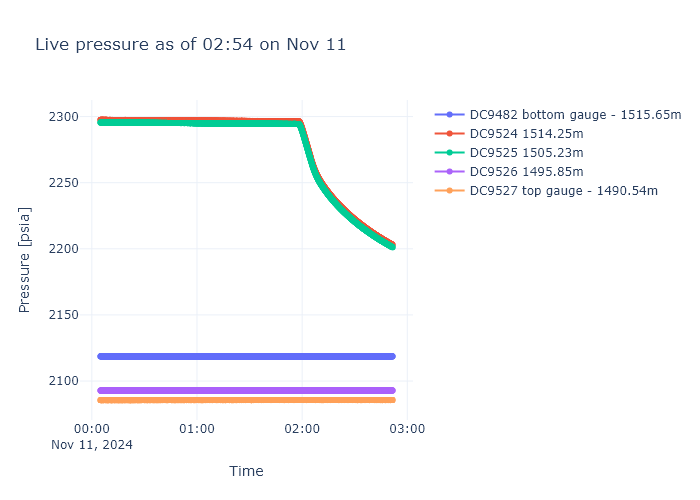 Live pressure as of 02:54 on Nov 11
DC9482 bottom gauge - 1515.65m
DC9524 1514.25m
DC9525 1505.23m
DC9526 1495.85m
DC9527 top gauge - 1490.54m
Pressure [psia]
2300
2250
2200
2150
2100
00:00
01:00
02:00
03:00
Nov 11, 2024
Time